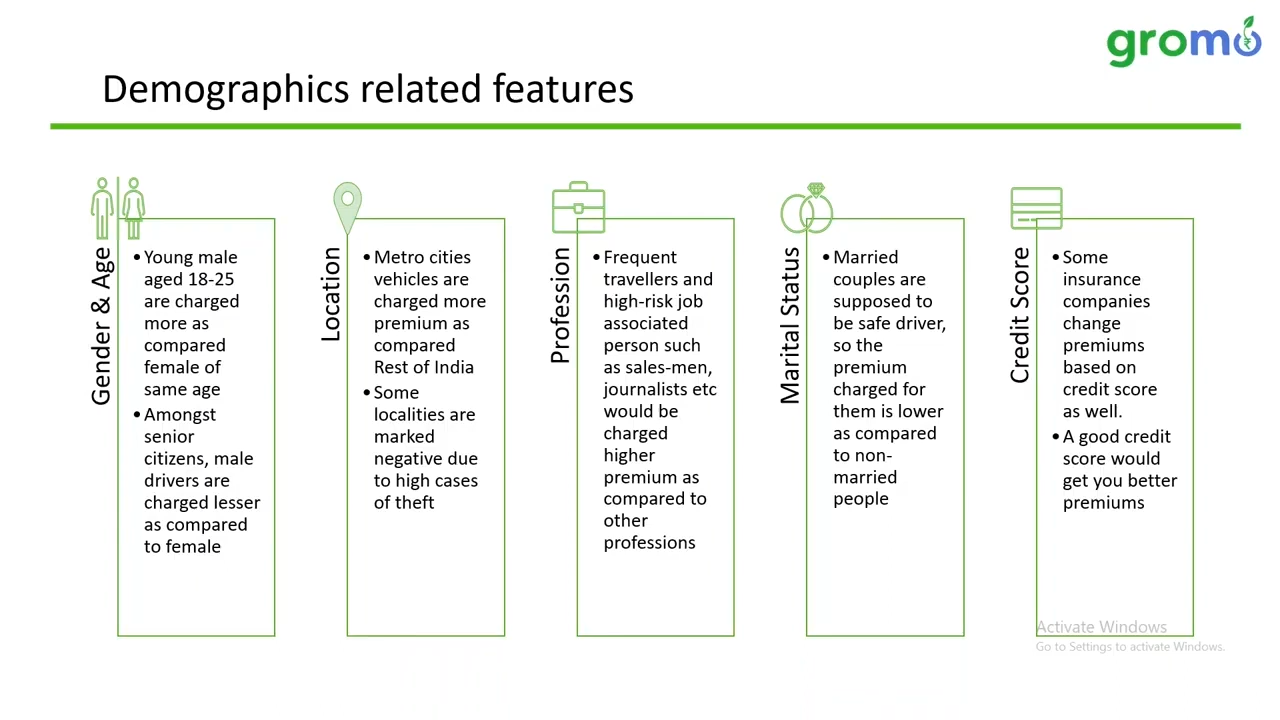 gromo
Demographics related features
Gender & Age
•Young male
aged 18-25
are charged
more as
compared
female of
same age
•Amongst
senior
citizens, male
drivers are
charged lesser
as compared
to female
Location
•Metro cities
vehicles are
charged more
premium as
compared
Rest of India
•Some
localities are
marked
negative due
to high cases
of theft
Profession
•Frequent
travellers and
high-risk job
associated
person such
as sales-men,
journalists etc
would be
charged
higher
premium as
compared to
other
professions
Marital Status
•Married
couples are
supposed to
be safe driver,
so the
premium
charged for
them is lower
as compared
to non-
married
people
Credit Score
•Some
insurance
companies
change
premiums
based on
credit score
as well.
•A good credit
score would
get you better
premiums
Activate Windows
Go to Settings to activate Windows.